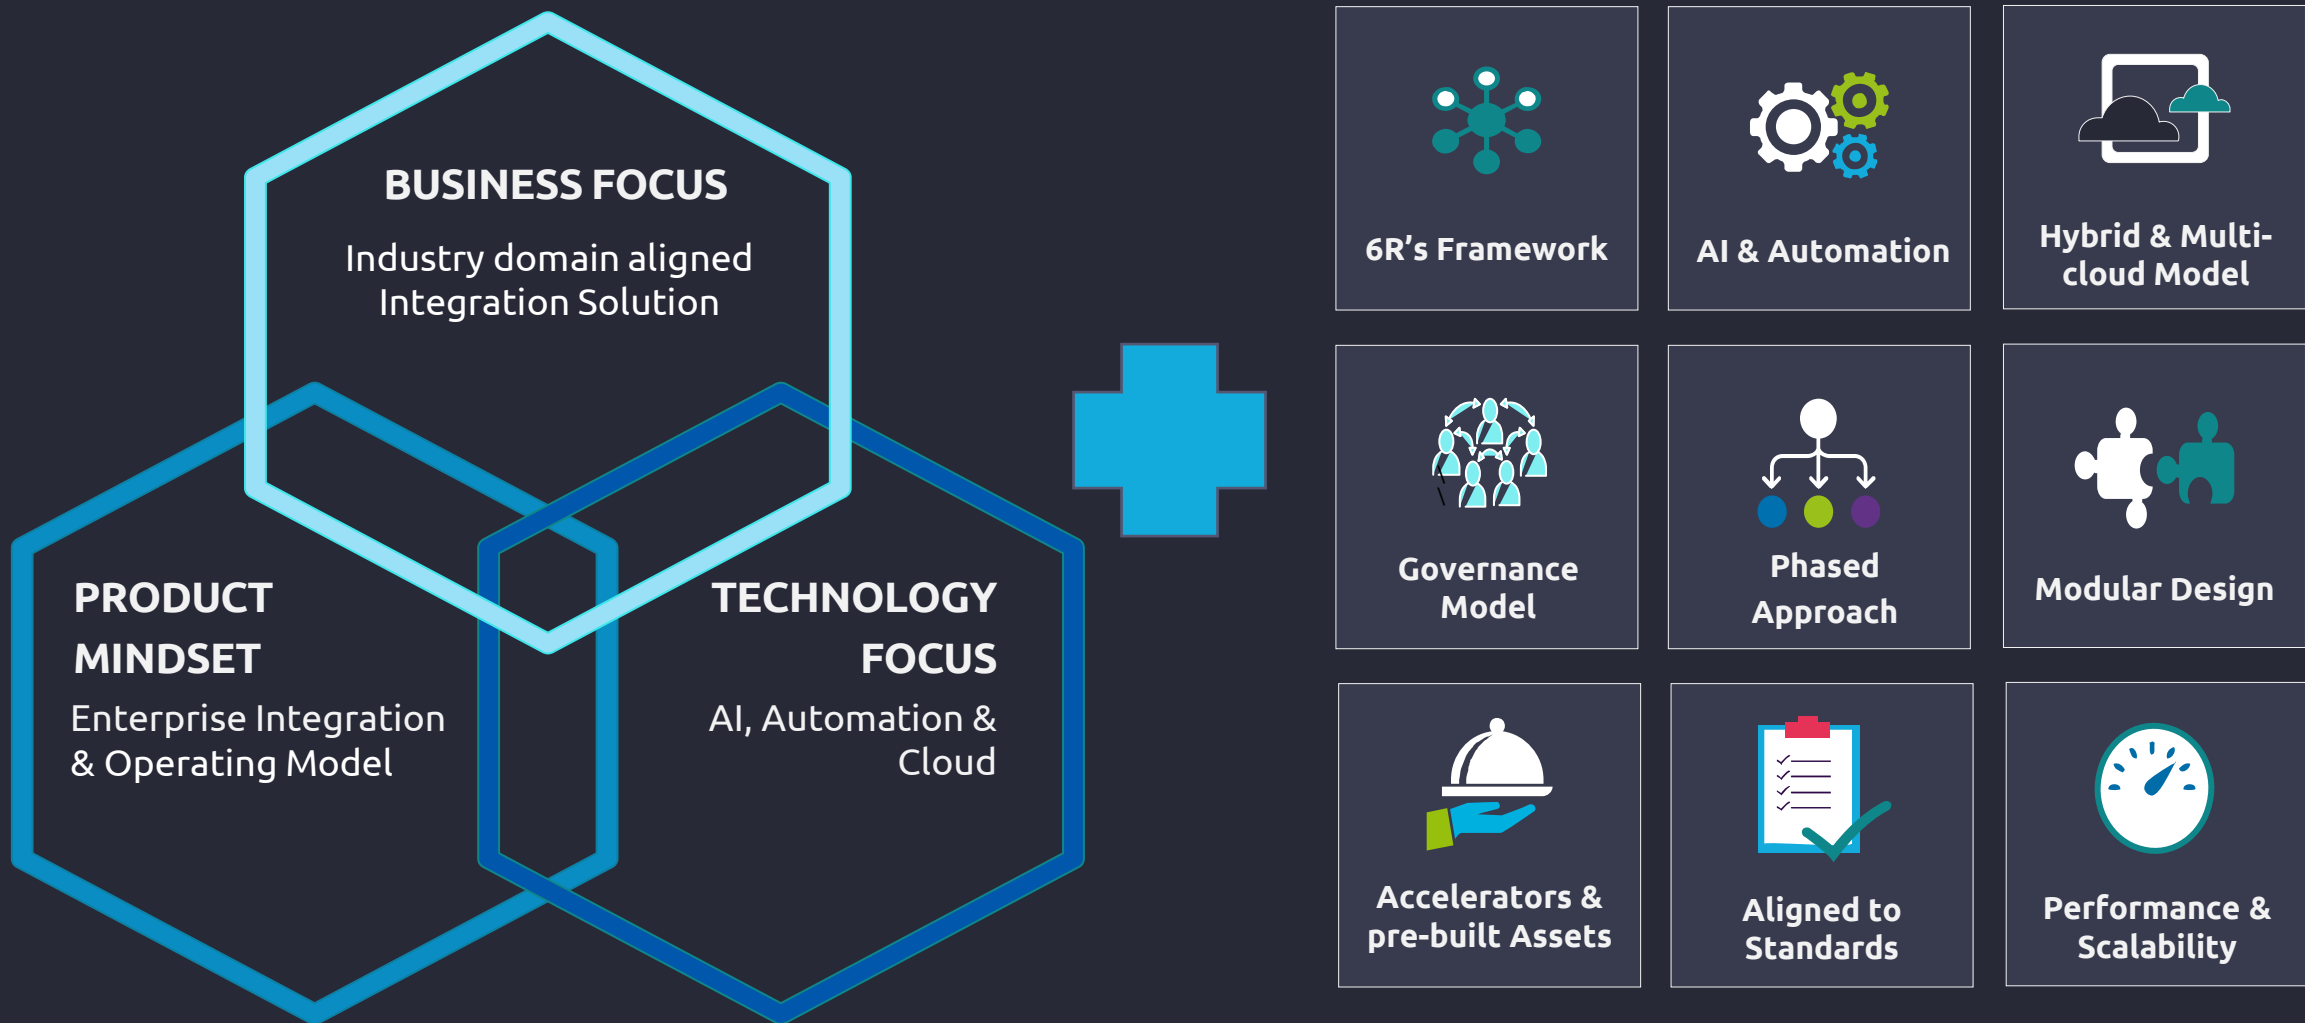 BUSINESS FOCUS
Industry domain aligned
Integration Solution
PRODUCT
MINDSET
Enterprise Integration
& Operating Model
TECHNOLOGY
FOCUS
AI, Automation &
Cloud
6R’s Framework
AI & Automation
Hybrid & Multi-
cloud Model
Governance
Model
Phased
Approach
Modular Design
Accelerators &
pre-built Assets
Aligned to
Standards
Performance &
Scalability